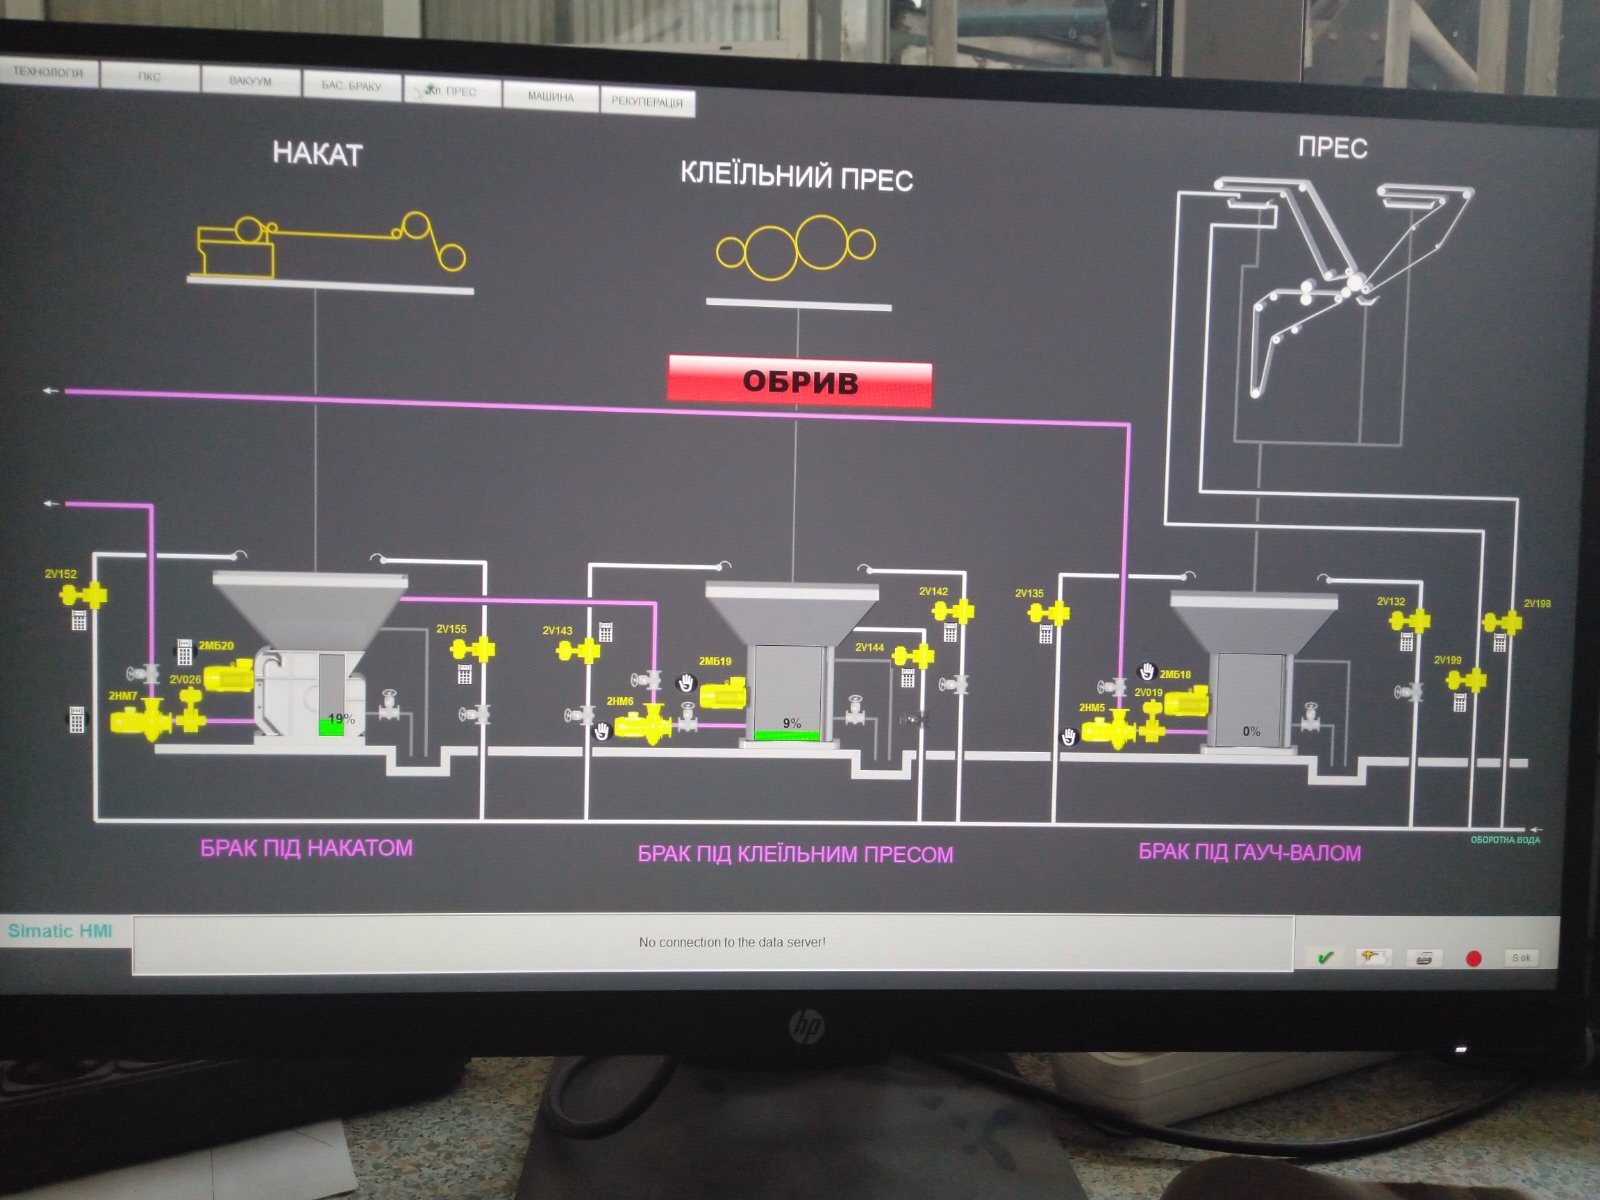 ТЕХНОЛОГІЯ
ПКС
ВАКУУМ
БАС. БРАКУ
КЛ. ПРЕС
МАШИНА
РЕКУПЕРАЦІЯ
НАКАТ
КЛЕЇЛЬНИЙ ПРЕС
ПРЕС
ОБРИВ
2V152
2МБ20
2V026
2НМ7
19%
2V155
2V143
2МБ19
2НМ6
9%
2V142
2V144
2V135
2МБ18
2V019
2НМ5
0%
2V132
2V198
2V199
ОБОРОТНА ВОДА
БРАК ПІД НАКАТОМ
БРАК ПІД КЛЕЇЛЬНИМ ПРЕСОМ
БРАК ПІД ГАУЧ-ВАЛОМ
Simatic HMI
No connection to the data server!
S ok
hp